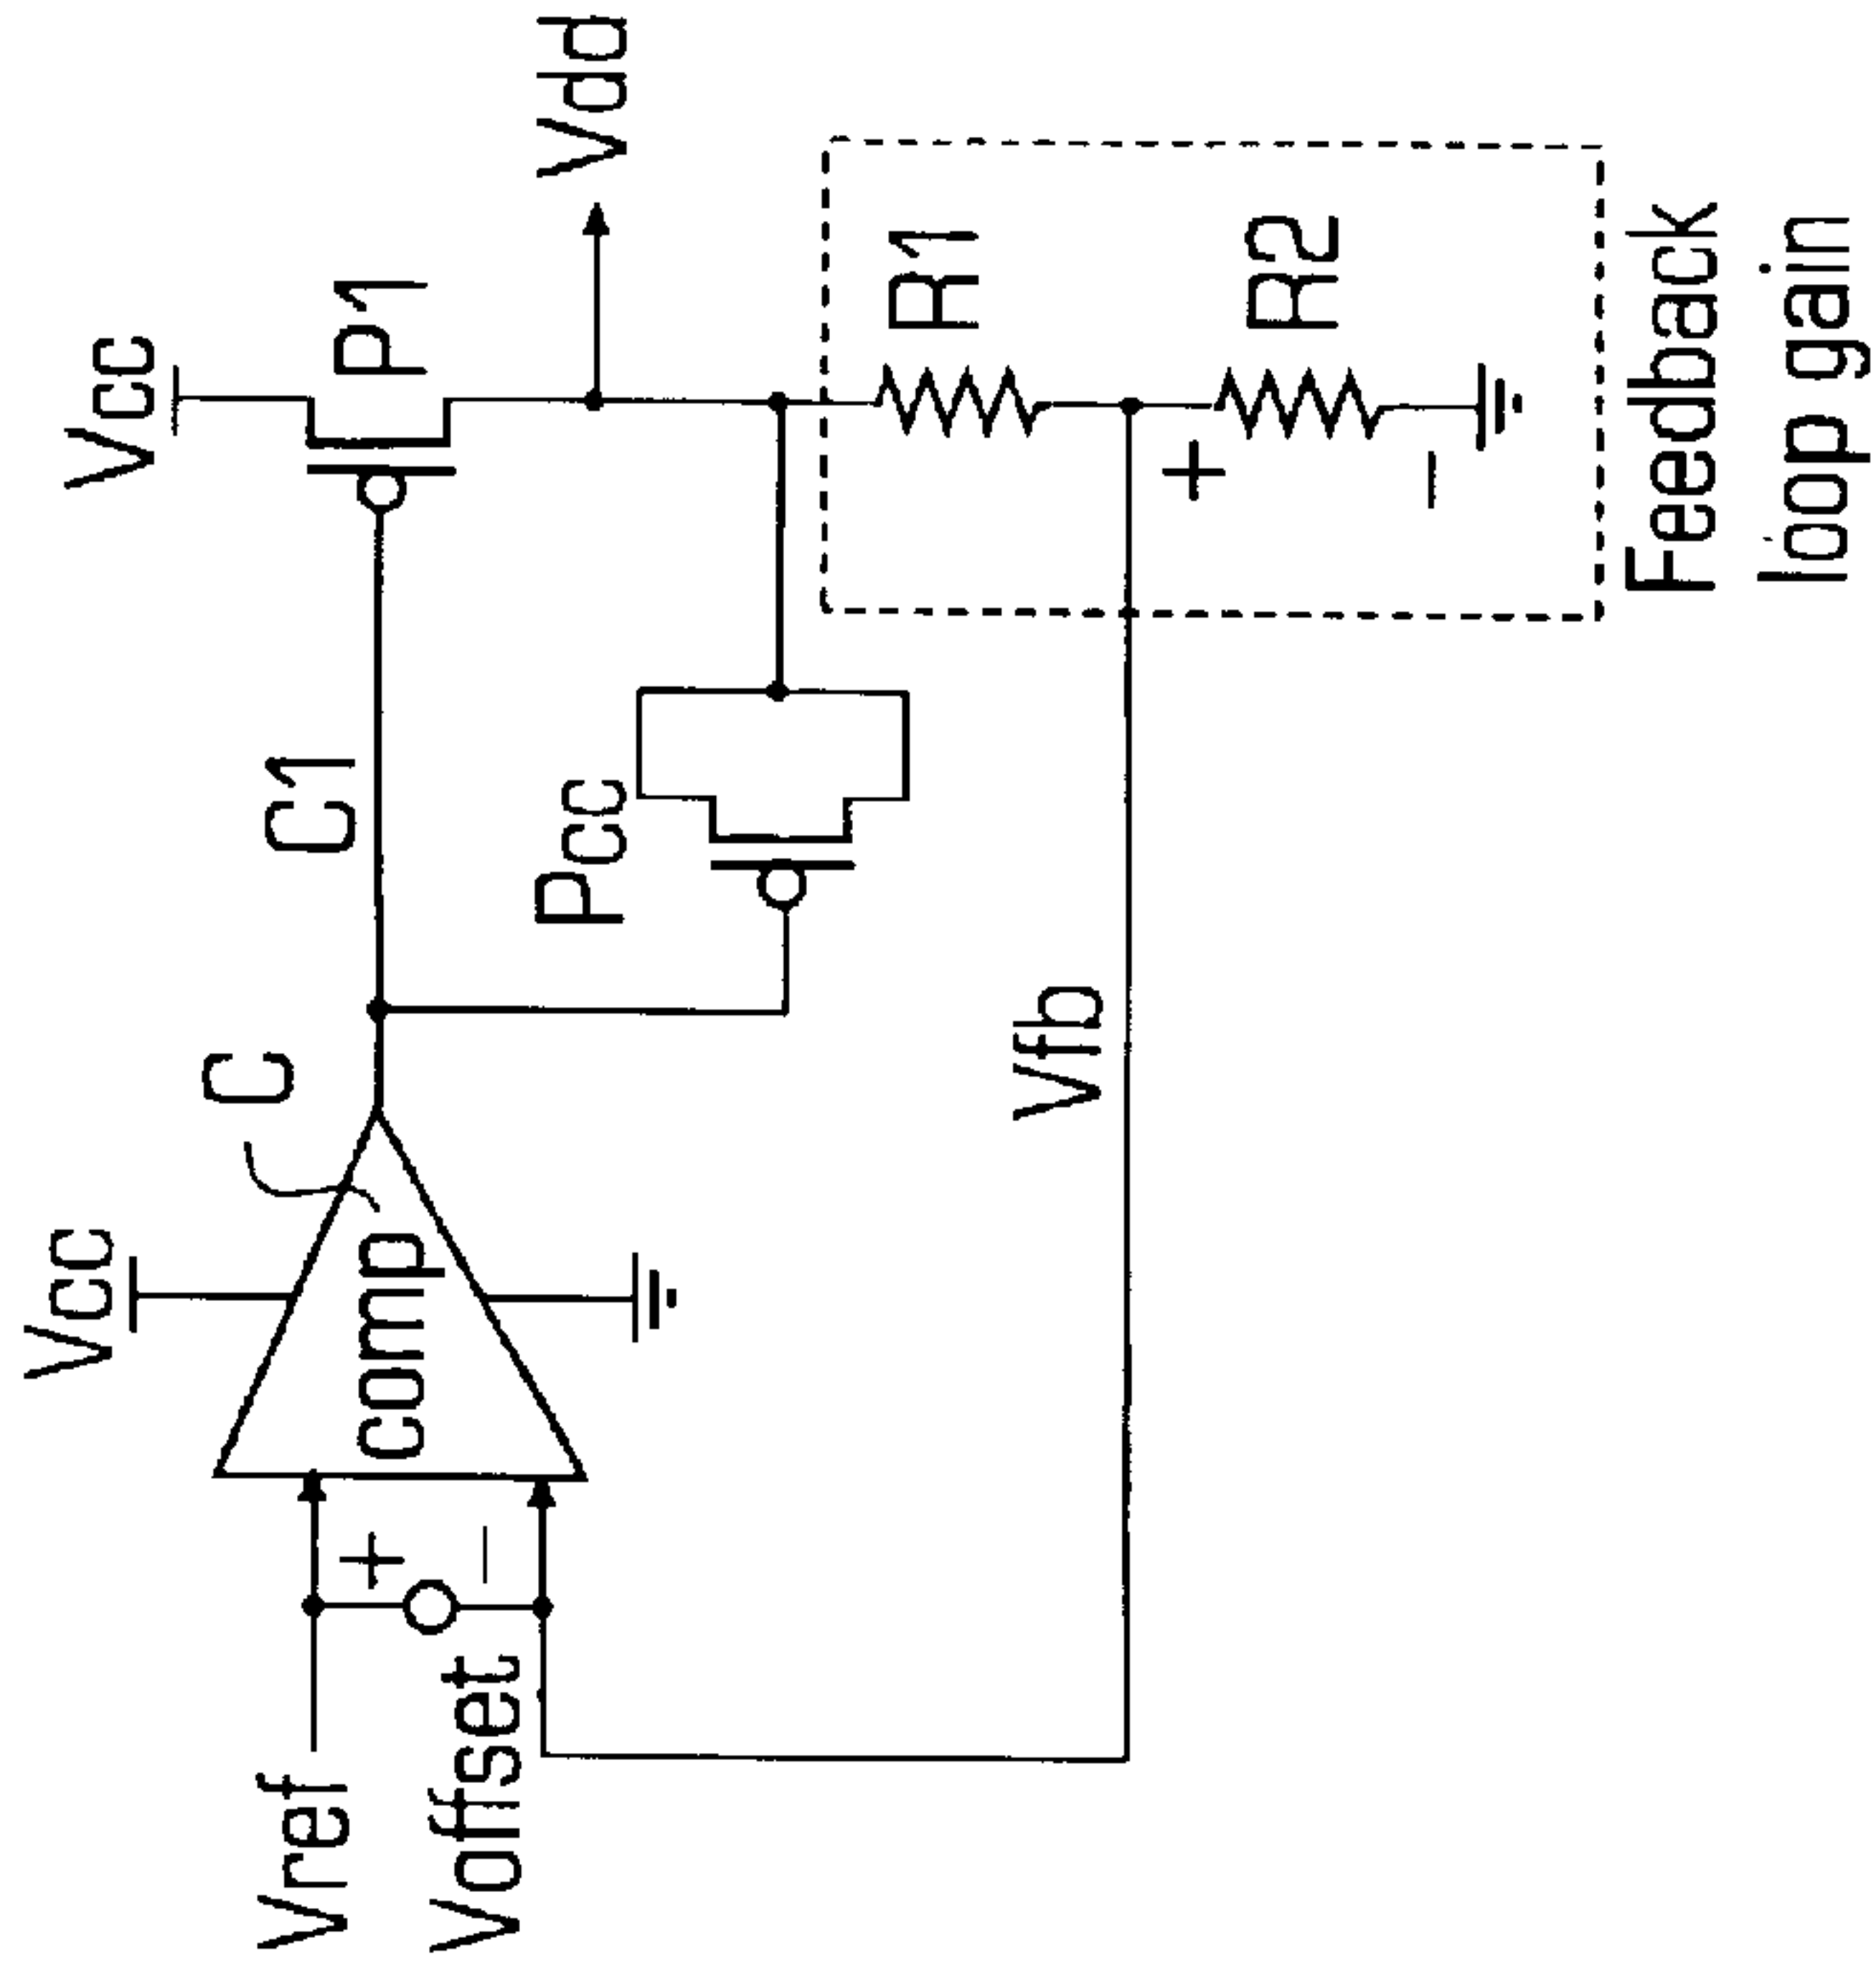 Vcc
Vcc
P1
C
C1
Vref
comp
Vdd
+
Voffset
−
Pcc
R1
Vfb
+
R2
−
Feedback
loop gain